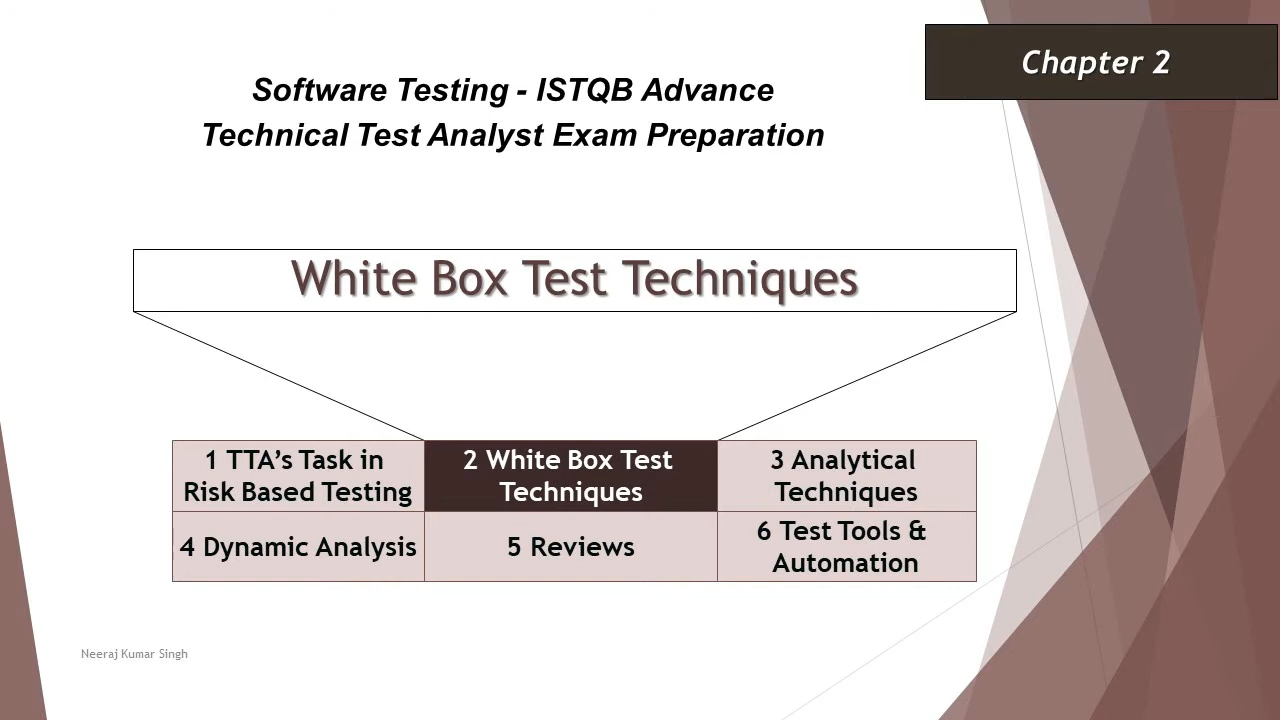 Chapter 2
Software Testing - ISTQB Advance
Technical Test Analyst Exam Preparation
White Box Test Techniques
1 TTA’s Task in
Risk Based Testing
2 White Box Test
Techniques
3 Analytical
Techniques
4 Dynamic Analysis
5 Reviews
6 Test Tools &
Automation
Neeraj Kumar Singh